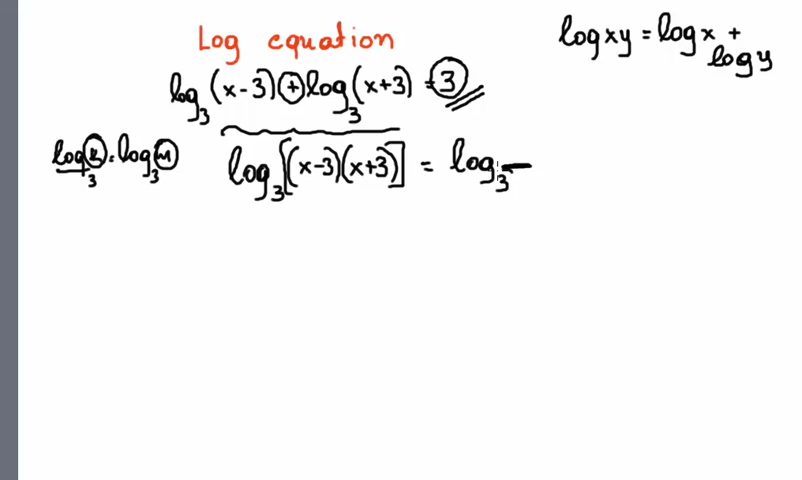 Log equation
log xy = log x +
log y
log₃(x-3) + log₃(x+3) = 3
log₃[(x-3)(x+3)] = log₃